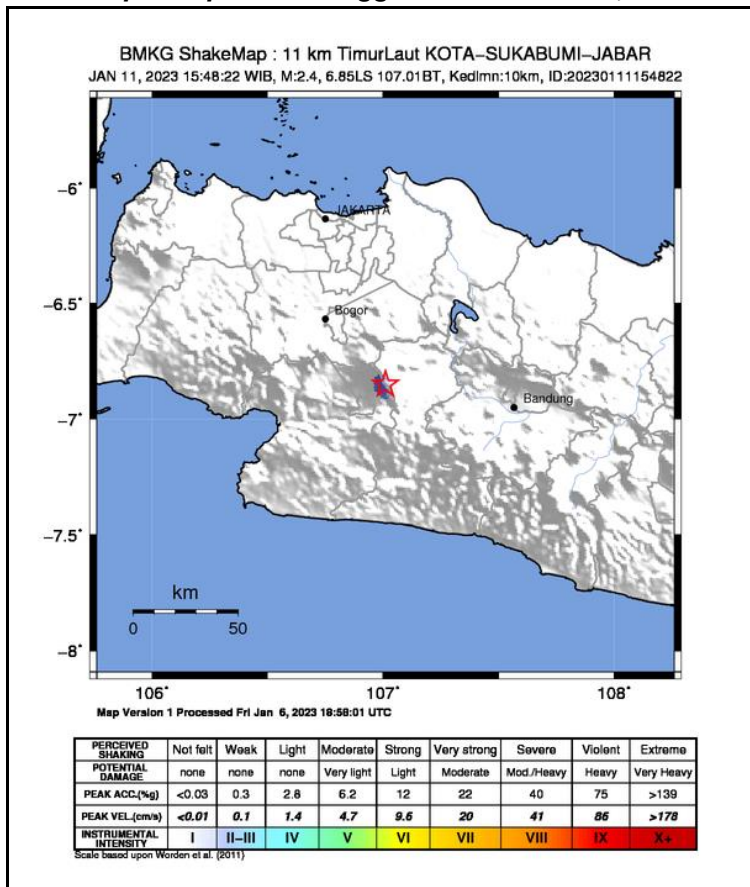 BMKG ShakeMap : 11 km TimurLaut KOTA-SUKABUMI-JABAR
JAN 11, 2023 15:48:22 WIB, M:2.4, 6.85LS 107.01BT, Kedlmn:10km, ID:20230111154822
-6°
JAKARTA
-6.5°
Bogor
-7°
Bandung
-7.5°
km
0 50
-8°
106° 107° 108°
Map Version 1 Processed Fri Jan 6, 2023 18:58:01 UTC
PERCEIVED SHAKING Not felt Weak Light Moderate Strong Very strong Severe Violent Extreme
POTENTIAL DAMAGE none none none Very light Light Moderate Mod./Heavy Heavy Very Heavy
PEAK ACC.(%g) <0.03 0.3 2.8 6.2 12 22 40 75 >139
PEAK VEL.(cm/s) <0.01 0.1 1.4 4.7 9.6 20 41 86 >178
INSTRUMENTAL INTENSITY I II-III IV V VI VII VIII IX X+
Scale based upon Worden et al. (2011)